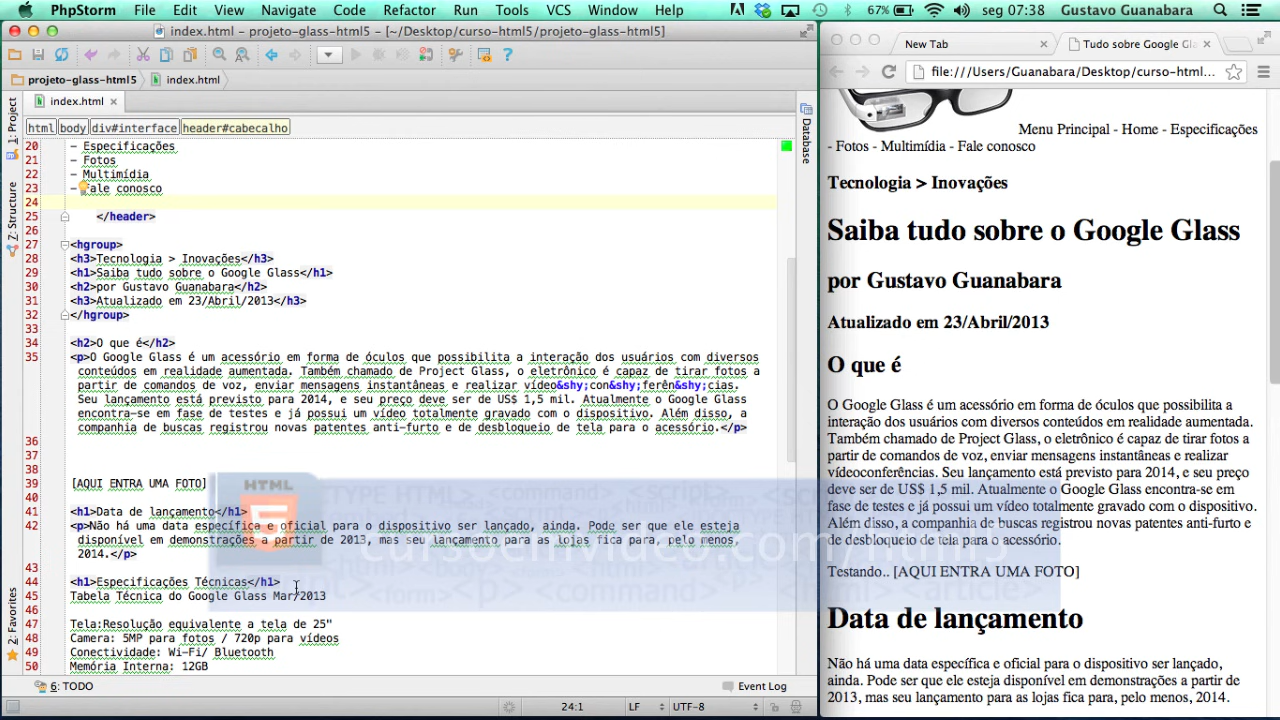 PhpStorm File Edit View Navigate Code Refactor Run Tools VCS Window Help 67% seg 07:38 Gustavo Guanabara
index.html - projeto-glass-html5 - [~/Desktop/curso-html5/projeto-glass-html5]
projeto-glass-html5 index.html
index.html
html body div#interface header#cabecalho
1: Project
Z: Structure
2: Favorites
Database
20 - Especificações
21 - Fotos
22 - Multimídia
23 - Fale conosco
24
25 </header>
26
27 <hgroup>
28 <h3>Tecnologia > Inovações</h3>
29 <h1>Saiba tudo sobre o Google Glass</h1>
30 <h2>por Gustavo Guanabara</h2>
31 <h3>Atualizado em 23/Abril/2013</h3>
32 </hgroup>
33
34 <h2>O que é</h2>
35 <p>O Google Glass é um acessório em forma de óculos que possibilita a interação dos usuários com diversos
conteúdos em realidade aumentada. Também chamado de Project Glass, o eletrônico é capaz de tirar fotos a
partir de comandos de voz, enviar mensagens instantâneas e realizar vídeo&shy;con&shy;ferên&shy;cias.
Seu lançamento está previsto para 2014, e seu preço deve ser de US$ 1,5 mil. Atualmente o Google Glass
encontra-se em fase de testes e já possui um vídeo totalmente gravado com o dispositivo. Além disso, a
companhia de buscas registrou novas patentes anti-furto e de desbloqueio de tela para o acessório.</p>
36
37
38
39 [AQUI ENTRA UMA FOTO]
40
41 <h1>Data de lançamento</h1>
42 <p>Não há uma data específica e oficial para o dispositivo ser lançado, ainda. Pode ser que ele esteja
disponível em demonstrações a partir de 2013, mas seu lançamento para as lojas fica para, pelo menos,
2014.</p>
43
44 <h1>Especificações Técnicas</h1>
45 Tabela Técnica do Google Glass Mar/2013
46
47 Tela:Resolução equivalente a tela de 25"
48 Camera 5MP para fotos / 720p para vídeos
49 Conectividade: Wi-Fi/ Bluetooth
50 Memória Interna: 12GB
6: TODO Event Log
24:1 LF UTF-8
HTML
New Tab Tudo sobre Google Gla
file:///Users/Guanabara/Desktop/curso-html...
Menu Principal - Home - Especificações
- Fotos - Multimídia - Fale conosco
Tecnologia > Inovações
Saiba tudo sobre o Google Glass
por Gustavo Guanabara
Atualizado em 23/Abril/2013
O que é
O Google Glass é um acessório em forma de óculos que possibilita a
interação dos usuários com diversos conteúdos em realidade aumentada.
Também chamado de Project Glass, o eletrônico é capaz de tirar fotos a
partir de comandos de voz, enviar mensagens instantâneas e realizar
vídeoconferências. Seu lançamento está previsto para 2014, e seu preço
deve ser de US$ 1,5 mil. Atualmente o Google Glass encontra-se em
fase de testes e já possui um vídeo totalmente gravado com o dispositivo.
Além disso, a companhia de buscas registrou novas patentes anti-furto e
de desbloqueio de tela para o acessório.
Testando.. [AQUI ENTRA UMA FOTO]
Data de lançamento
Não há uma data específica e oficial para o dispositivo ser lançado,
ainda. Pode ser que ele esteja disponível em demonstrações a partir de
2013, mas seu lançamento para as lojas fica para, pelo menos, 2014.